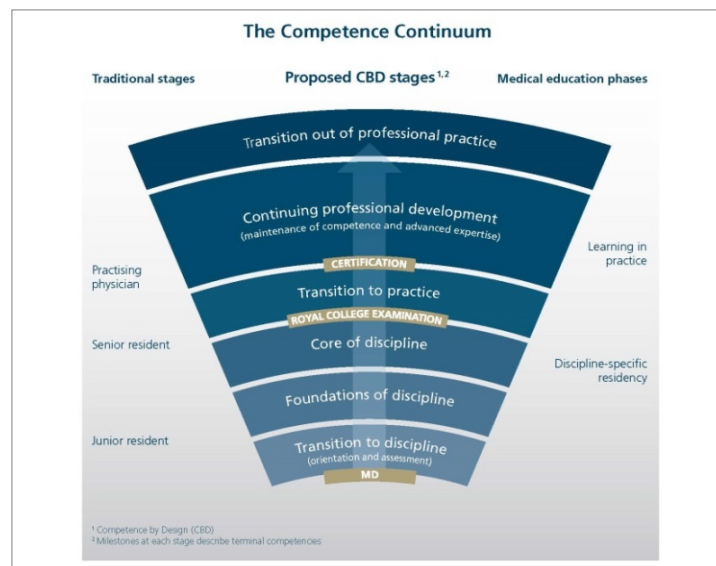 The Competence Continuum
Traditional stages
Proposed CBD stages1,2
Medical education phases
Transition out of professional practice
Continuing professional development
(maintenance of competence and advanced expertise)
Learning in
practice
CERTIFICATION
Practising
physician
Transition to practice
ROYAL COLLEGE EXAMINATION
Senior resident
Core of discipline
Discipline-specific
residency
Foundations of discipline
Junior resident
Transition to discipline
(orientation and assessment)
MD
1 Competence by Design (CBD)
2 Milestones at each stage describe terminal competencies